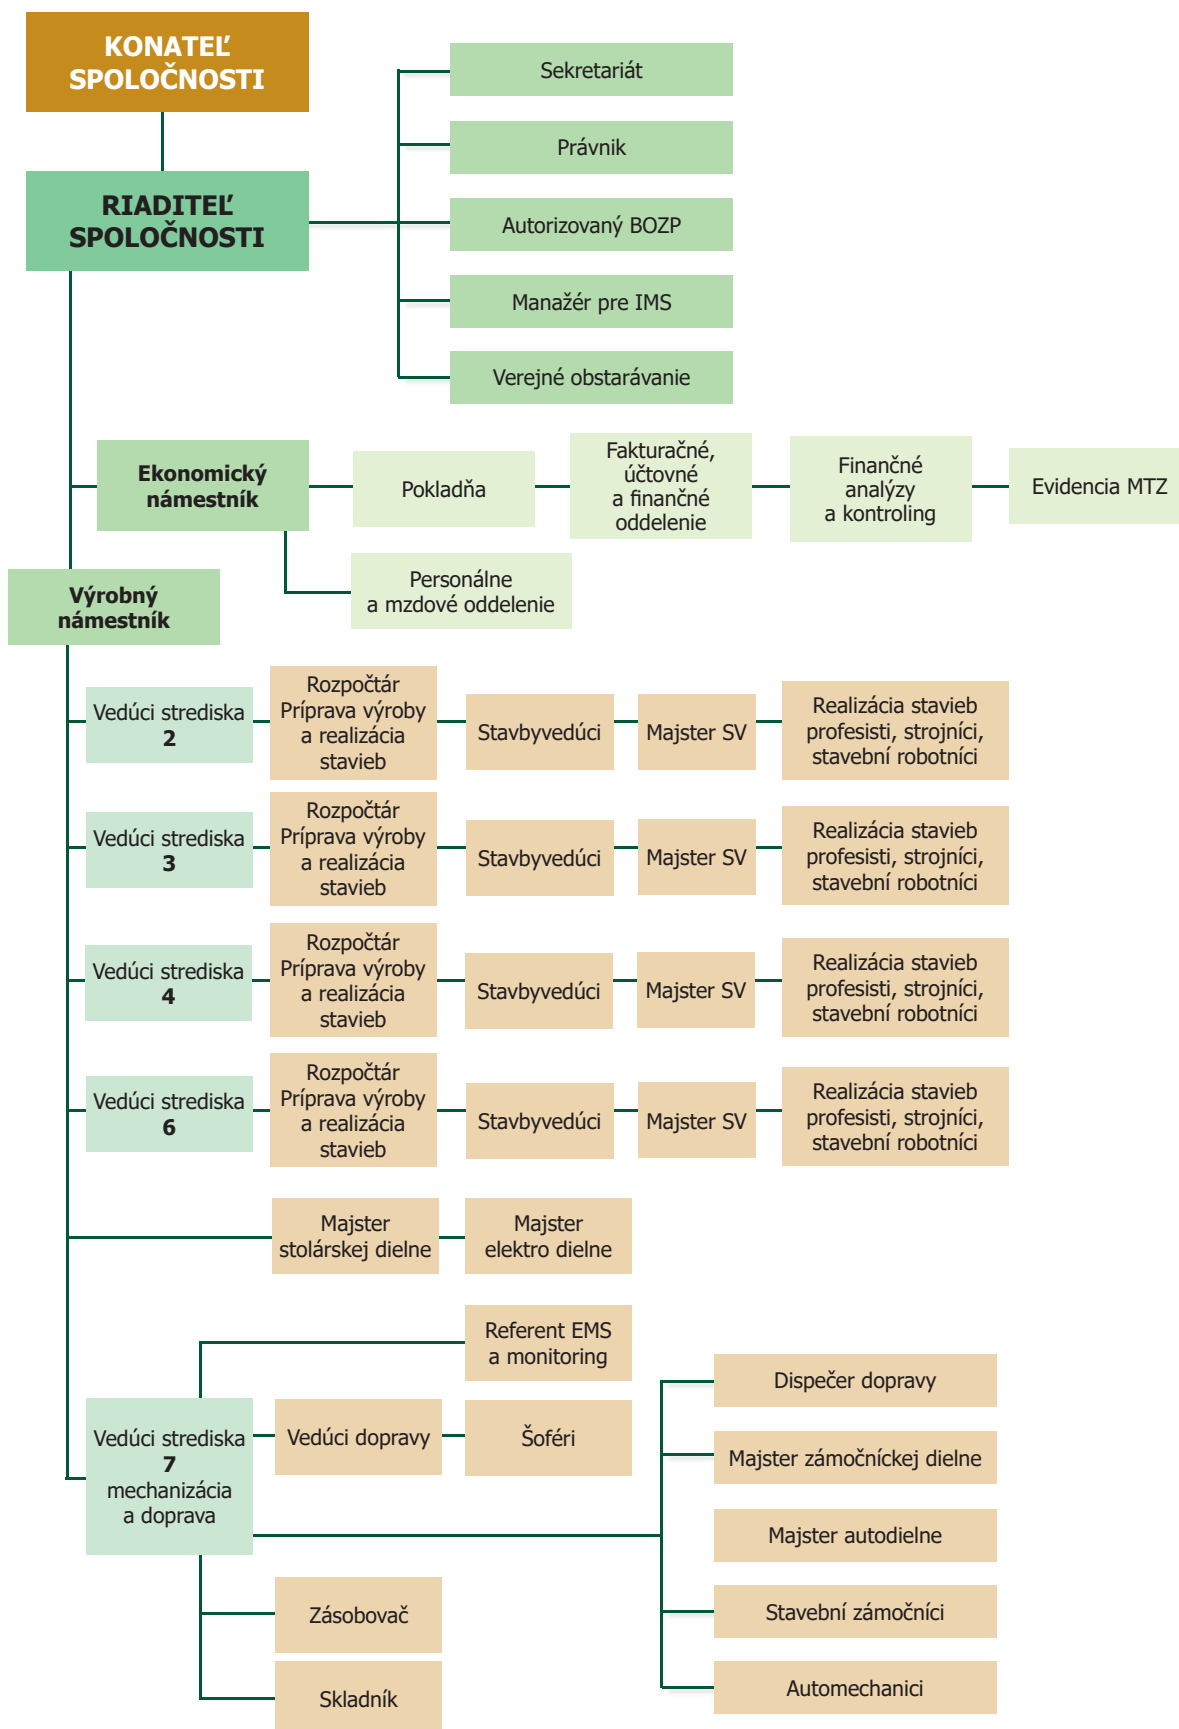 KONATEĽ
SPOLOČNOSTI
RIADITEĽ
SPOLOČNOSTI
Sekretariát
Právnik
Autorizovaný BOZP
Manažér pre IMS
Verejné obstarávanie
Ekonomický
námestník
Pokladňa
Fakturačné,
účtovné
a finančné
oddelenie
Finančné
analýzy
a kontroling
Evidencia MTZ
Personálne
a mzdové oddelenie
Výrobný
námestník
Vedúci strediska
2
Rozpočtár
Príprava výroby
a realizácia
stavieb
Stavbyvedúci
Majster SV
Realizácia stavieb
profesisti, strojníci,
stavební robotníci
Vedúci strediska
3
Rozpočtár
Príprava výroby
a realizácia
stavieb
Stavbyvedúci
Majster SV
Realizácia stavieb
profesisti, strojníci,
stavební robotníci
Vedúci strediska
4
Rozpočtár
Príprava výroby
a realizácia
stavieb
Stavbyvedúci
Majster SV
Realizácia stavieb
profesisti, strojníci,
stavební robotníci
Vedúci strediska
6
Rozpočtár
Príprava výroby
a realizácia
stavieb
Stavbyvedúci
Majster SV
Realizácia stavieb
profesisti, strojníci,
stavební robotníci
Majster
stolárskej dielne
Majster
elektro dielne
Referent EMS
a monitoring
Vedúci strediska
7
mechanizácia
a doprava
Vedúci dopravy
Šoféri
Dispečer dopravy
Majster zámočníckej dielne
Majster autodielne
Stavební zámočníci
Automechanici
Zásobovač
Skladník